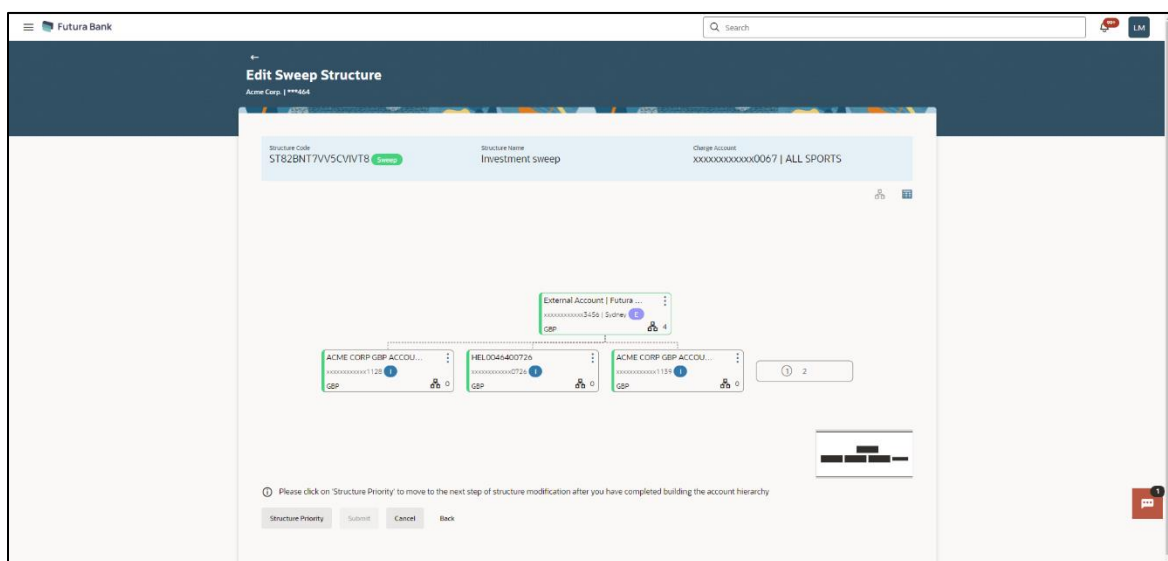 Futura Bank
Search
LM
←
Edit Sweep Structure
Acme Corp. | ***464
Structure Code
Structure Name
Charge Account
ST82BNT7VV5CVIVT8 Sweep
Investment sweep
xxxxxxxxxxxx0067 | ALL SPORTS
External Account | Futura ...
xxxxxxxxxxxx3456 | Sydney E
GBP 4
ACME CORP GBP ACCOU...
xxxxxxxxxxxx1128 I
GBP 0
HEL0046400726
xxxxxxxxxxxx0726 I
GBP 0
ACME CORP GBP ACCOU...
xxxxxxxxxxxx1139 I
GBP 0
1 2
Please click on 'Structure Priority' to move to the next step of structure modification after you have completed building the account hierarchy
Structure Priority Submit Cancel Back
1